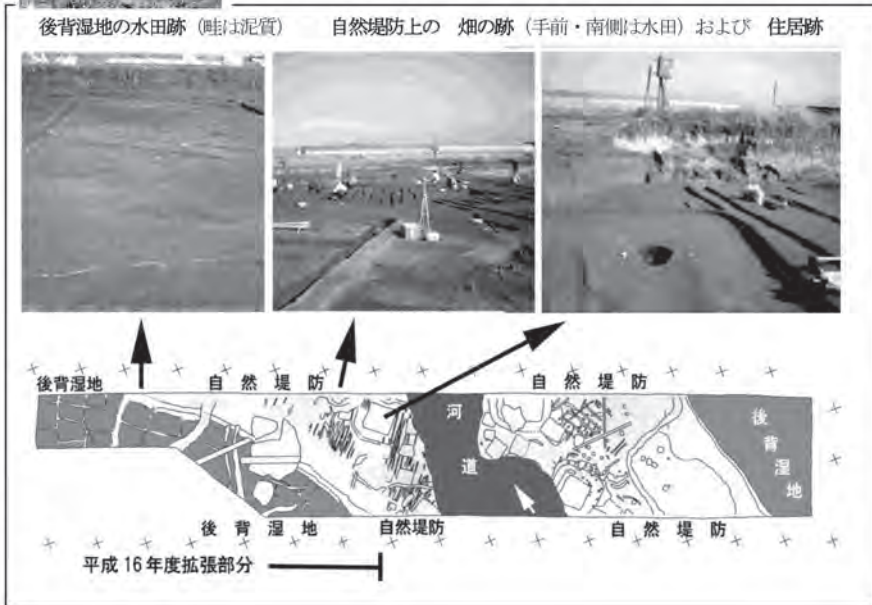 後背湿地の水田跡（畦は泥質）
自然堤防上の 畑の跡（手前・南側は水田）および 住居跡
後背湿地
自然堤防
自然堤防
河道
後背湿地
後背湿地
自然堤防
自然堤防
平成16年度拡張部分